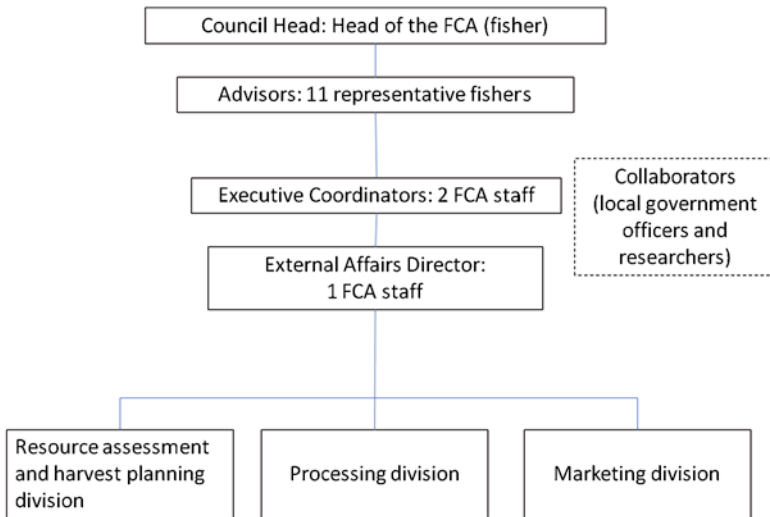 Council Head: Head of the FCA (fisher)
Advisors: 11 representative fishers
Executive Coordinators: 2 FCA staff
Collaborators
(local government
officers and
researchers)
External Affairs Director:
1 FCA staff
Resource assessment
and harvest planning
division
Processing division
Marketing division